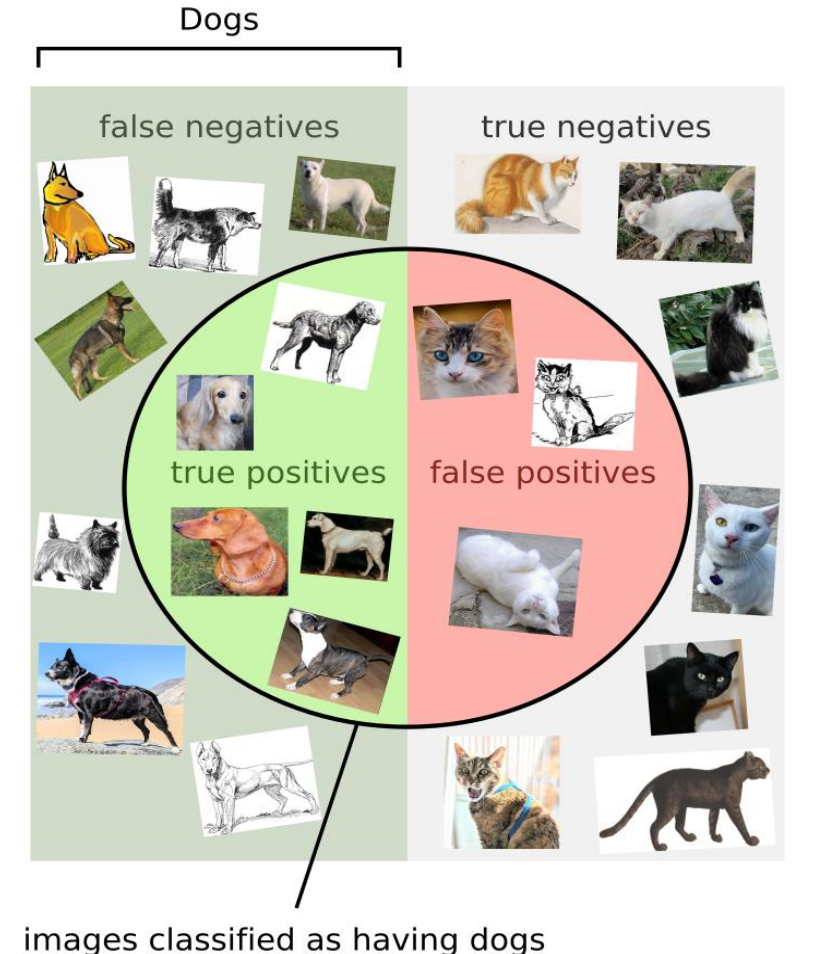 Dogs
false negatives
true negatives
true positives
false positives
images classified as having dogs